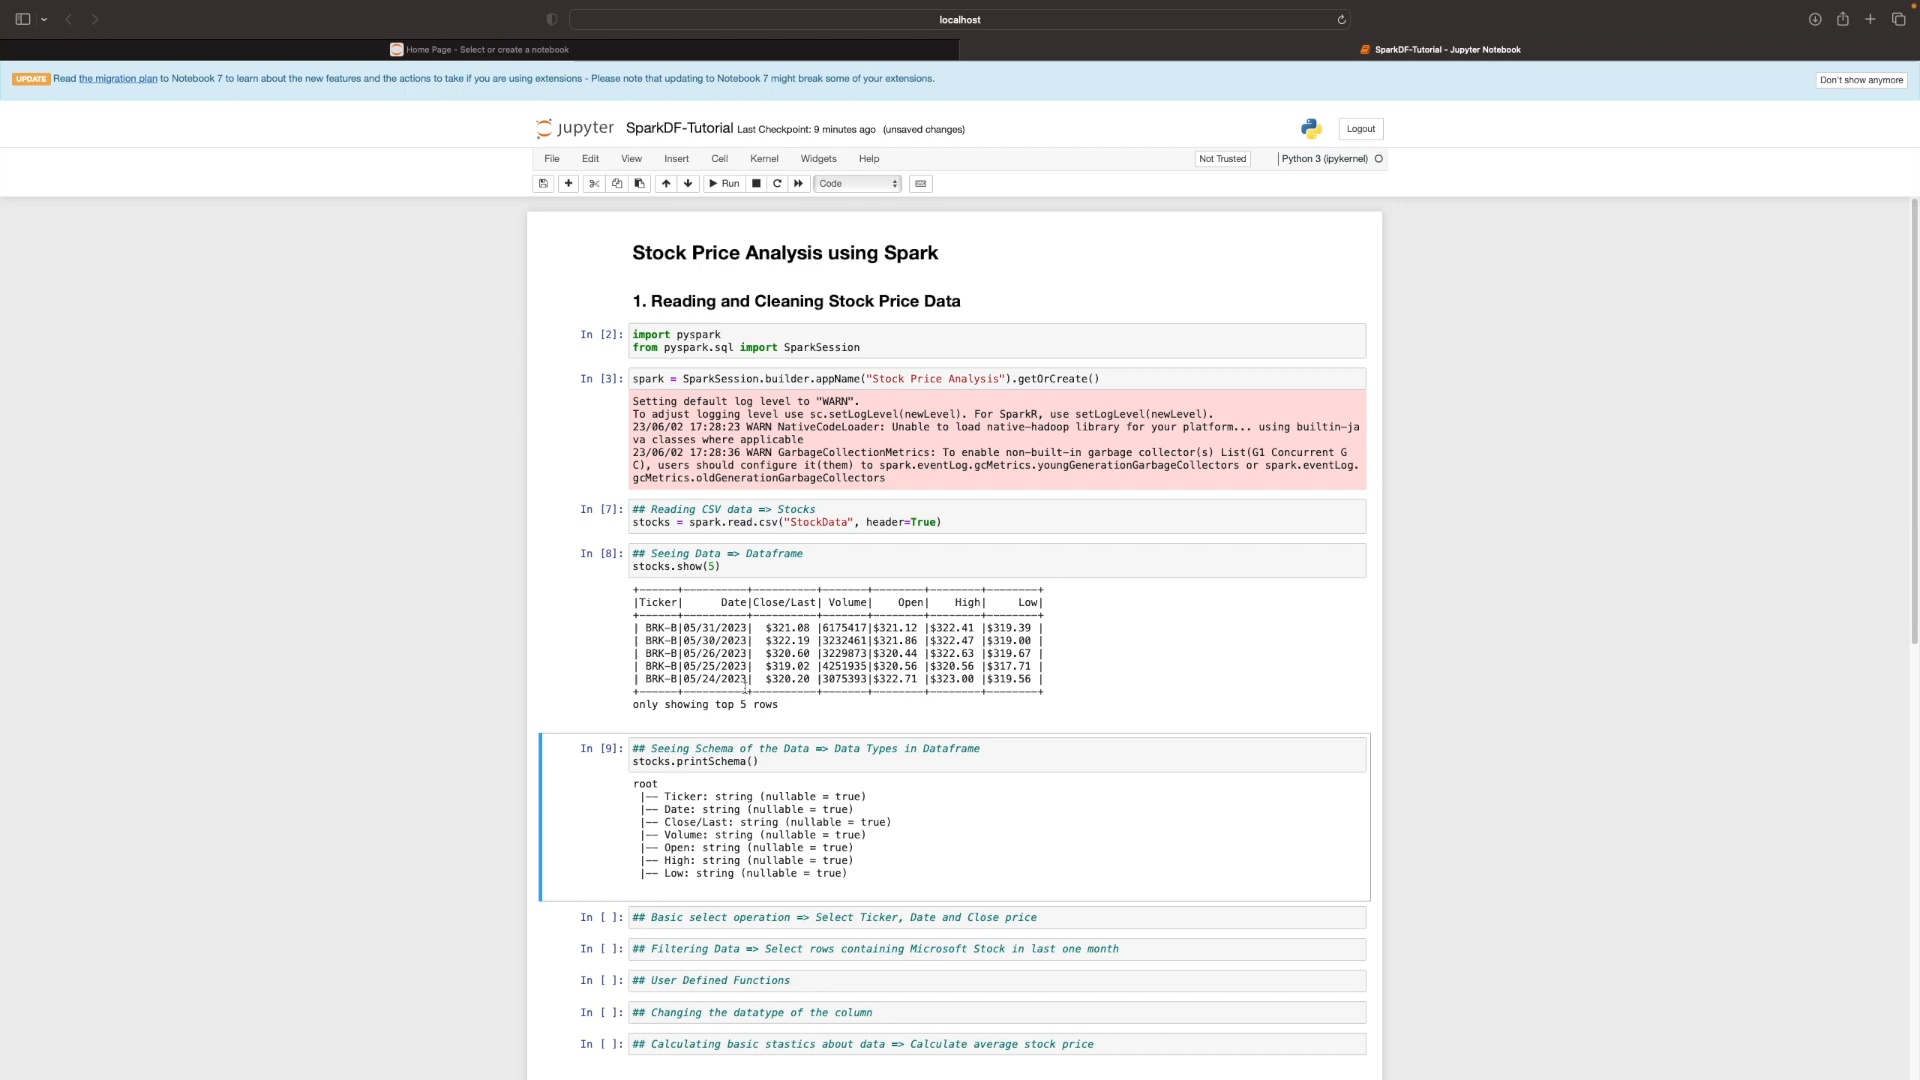 localhost
Home Page - Select or create a notebook
SparkDF-Tutorial - Jupyter Notebook
UPDATE Read the migration plan to Notebook 7 to learn about the new features and the actions to take if you are using extensions - Please note that updating to Notebook 7 might break some of your extensions.
Don't show anymore
jupyter SparkDF-Tutorial Last Checkpoint: 9 minutes ago (unsaved changes)
Logout
File Edit View Insert Cell Kernel Widgets Help
Not Trusted
Python 3 (ipykernel)
Run
Code
Stock Price Analysis using Spark
1. Reading and Cleaning Stock Price Data
In [2]: import pyspark
from pyspark.sql import SparkSession
In [3]: spark = SparkSession.builder.appName("Stock Price Analysis").getOrCreate()
Setting default log level to "WARN".
To adjust logging level use sc.setLogLevel(newLevel). For SparkR, use setLogLevel(newLevel).
23/06/02 17:28:23 WARN NativeCodeLoader: Unable to load native-hadoop library for your platform... using builtin-ja
va classes where applicable
23/06/02 17:28:36 WARN GarbageCollectionMetrics: To enable non-built-in garbage collector(s) List(G1 Concurrent G
C), users should configure it(them) to spark.eventLog.gcMetrics.youngGenerationGarbageCollectors or spark.eventLog.
gcMetrics.oldGenerationGarbageCollectors
In [7]: ## Reading CSV data => Stocks
stocks = spark.read.csv("StockData", header=True)
In [8]: ## Seeing Data => Dataframe
stocks.show(5)
+------+----------+----------+-------+--------+--------+--------+
|Ticker|      Date|Close/Last| Volume|    Open|    High|     Low|
+------+----------+----------+-------+--------+--------+--------+
| BRK-B|05/31/2023|  $321.08 |6175417|$321.12 |$322.41 |$319.39 |
| BRK-B|05/30/2023|  $322.19 |3232461|$321.86 |$322.47 |$319.00 |
| BRK-B|05/26/2023|  $320.60 |3229873|$320.44 |$322.63 |$319.67 |
| BRK-B|05/25/2023|  $319.02 |4251935|$320.56 |$320.56 |$317.71 |
| BRK-B|05/24/2023|  $320.20 |3075393|$322.71 |$323.00 |$319.56 |
+------+----------+----------+-------+--------+--------+--------+
only showing top 5 rows
In [9]: ## Seeing Schema of the Data => Data Types in Dataframe
stocks.printSchema()
root
|-- Ticker: string (nullable = true)
|-- Date: string (nullable = true)
|-- Close/Last: string (nullable = true)
|-- Volume: string (nullable = true)
|-- Open: string (nullable = true)
|-- High: string (nullable = true)
|-- Low: string (nullable = true)
In [ ]: ## Basic select operation => Select Ticker, Date and Close price
In [ ]: ## Filtering Data => Select rows containing Microsoft Stock in last one month
In [ ]: ## User Defined Functions
In [ ]: ## Changing the datatype of the column
In [ ]: ## Calculating basic stastics about data => Calculate average stock price